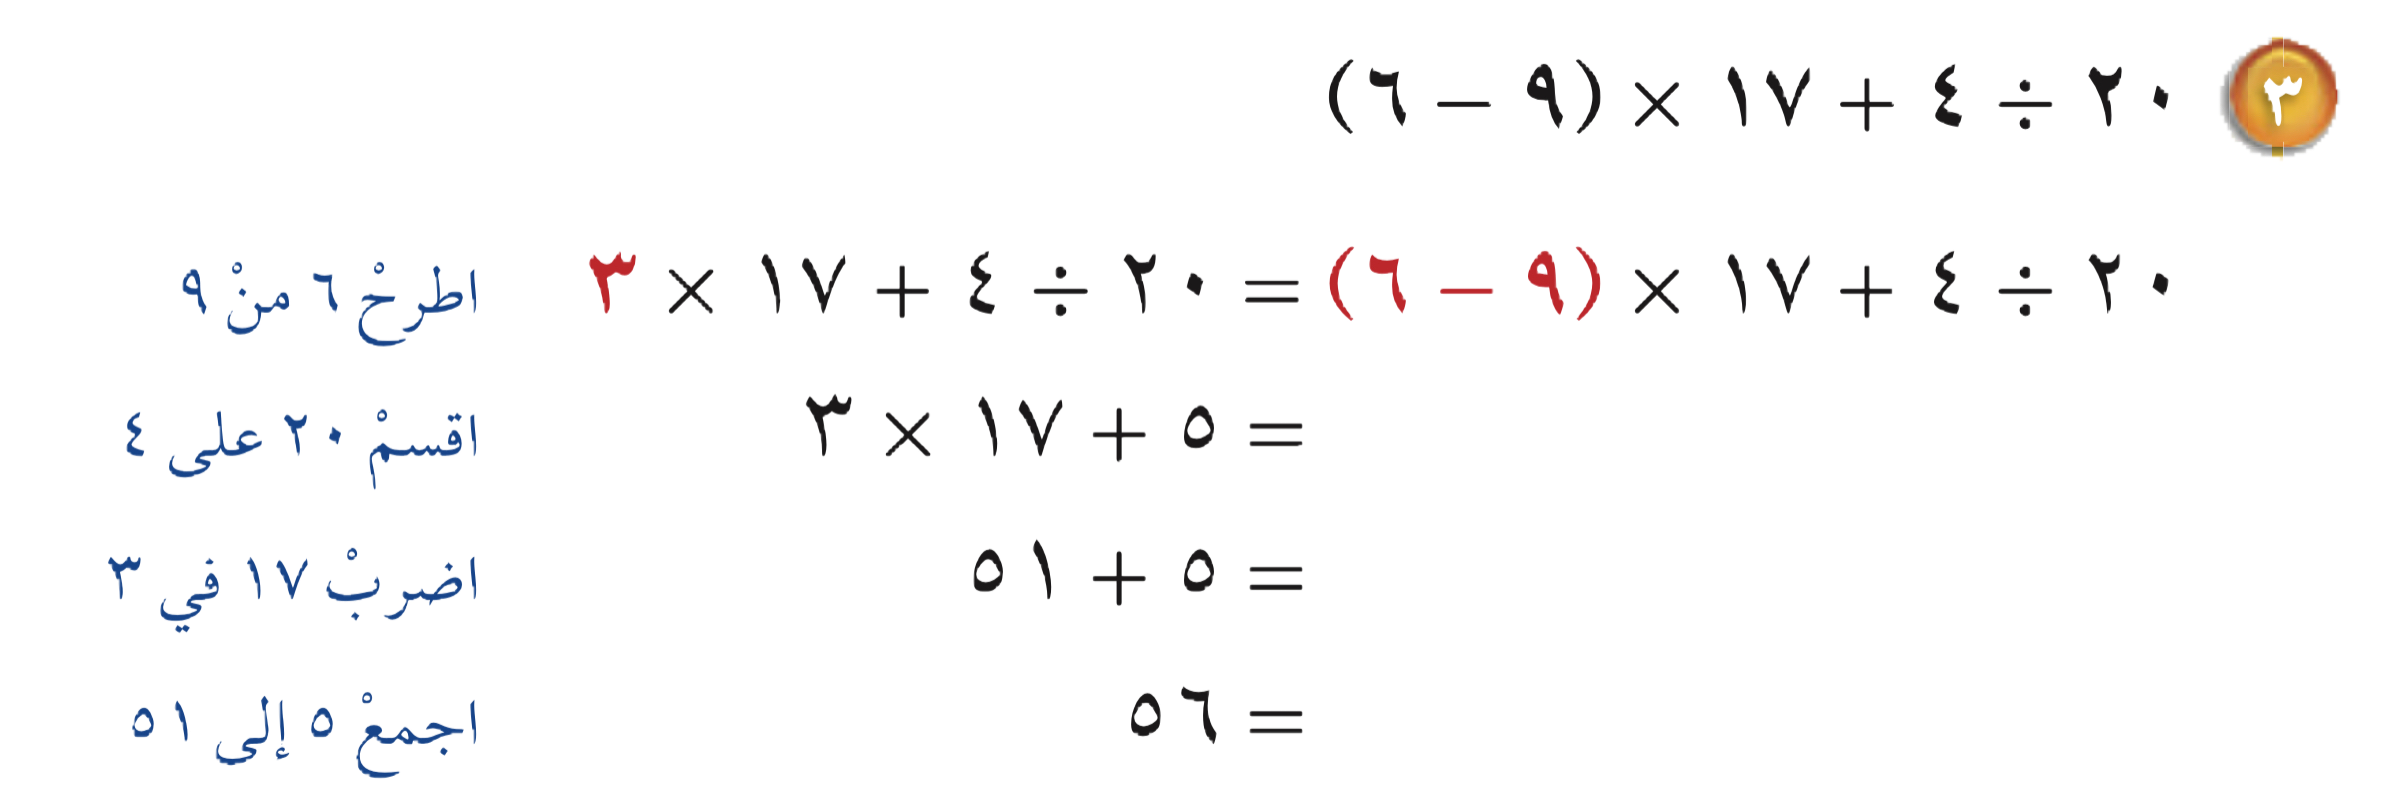 ٣ ٢٠ ÷ ٤ + ١٧ × (٩ − ٦)
٢٠ ÷ ٤ + ١٧ × (٩ − ٦) = ٢٠ ÷ ٤ + ١٧ × ٣ اطرحْ ٦ منْ ٩
= ٥ + ١٧ × ٣ اقسمْ ٢٠ على ٤
= ٥ + ٥١ اضربْ ١٧ في ٣
= ٥٦ اجمعْ ٥ إلى ٥١